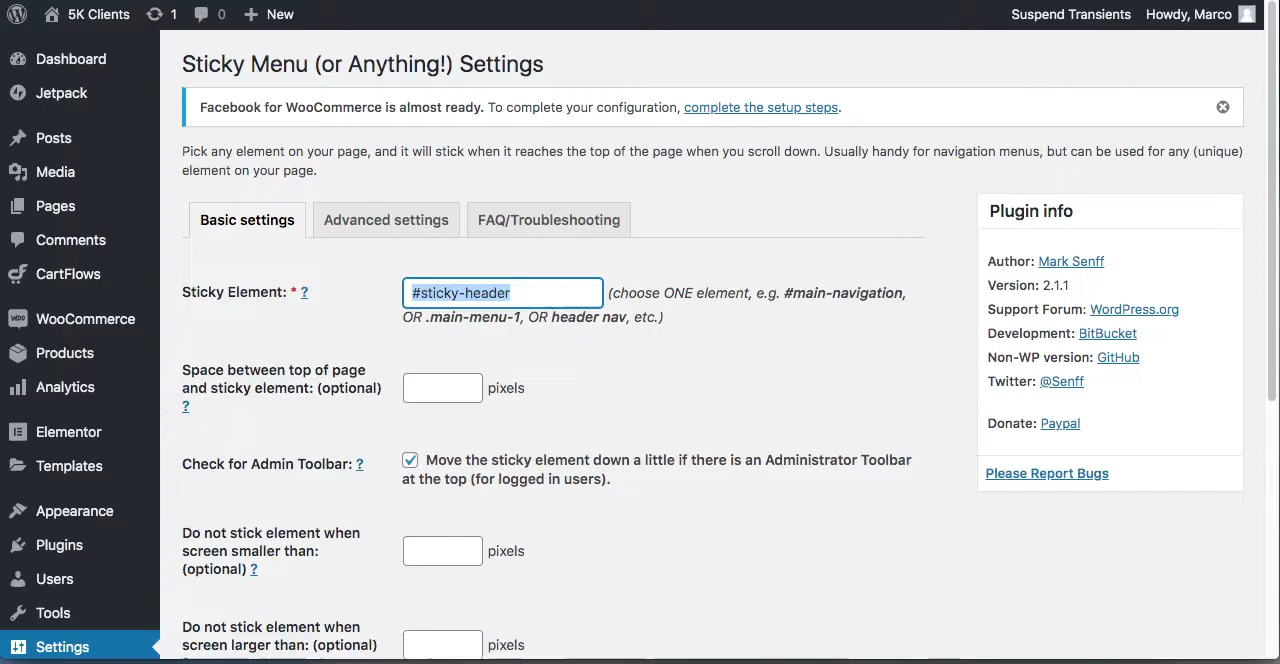 5K Clients 1 0 New Suspend Transients Howdy, Marco
Dashboard
Jetpack
Posts
Media
Pages
Comments
CartFlows
WooCommerce
Products
Analytics
Elementor
Templates
Appearance
Plugins
Users
Tools
Settings
Sticky Menu (or Anything!) Settings
Facebook for WooCommerce is almost ready. To complete your configuration, complete the setup steps.
Pick any element on your page, and it will stick when it reaches the top of the page when you scroll down. Usually handy for navigation menus, but can be used for any (unique)
element on your page.
Basic settings Advanced settings FAQ/Troubleshooting
Sticky Element: * ? #sticky-header (choose ONE element, e.g. #main-navigation,
OR .main-menu-1, OR header nav, etc.)
Space between top of page
and sticky element: (optional) pixels
?
Check for Admin Toolbar: ? Move the sticky element down a little if there is an Administrator Toolbar
at the top (for logged in users).
Do not stick element when
screen smaller than: pixels
(optional) ?
Do not stick element when
screen larger than: (optional) pixels
Plugin info
Author: Mark Senff
Version: 2.1.1
Support Forum: WordPress.org
Development: BitBucket
Non-WP version: GitHub
Twitter: @Senff
Donate: Paypal
Please Report Bugs